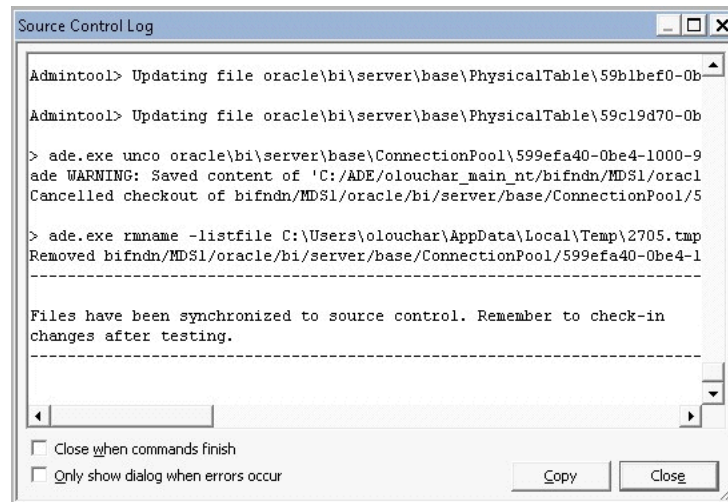 Source Control Log
Admintool> Updating file oracle\bi\server\base\PhysicalTable\59b1bef0-0b
Admintool> Updating file oracle\bi\server\base\PhysicalTable\59c19d70-0b
> ade.exe unco oracle\bi\server\base\ConnectionPool\599efa40-0be4-1000-9
ade WARNING: Saved content of 'C:/ADE/olouchar_main_nt/bifndn/MDS1/oracl
Cancelled checkout of bifndn/MDS1/oracle/bi/server/base/ConnectionPool/5
> ade.exe rmname -listfile C:\Users\olouchar\AppData\Local\Temp\2705.tmp
Removed bifndn/MDS1/oracle/bi/server/base/ConnectionPool/599efa40-0be4-1
------------------------------------------------------------------------
Files have been synchronized to source control. Remember to check-in
changes after testing.
------------------------------------------------------------------------
Close when commands finish
Only show dialog when errors occur
Copy
Close